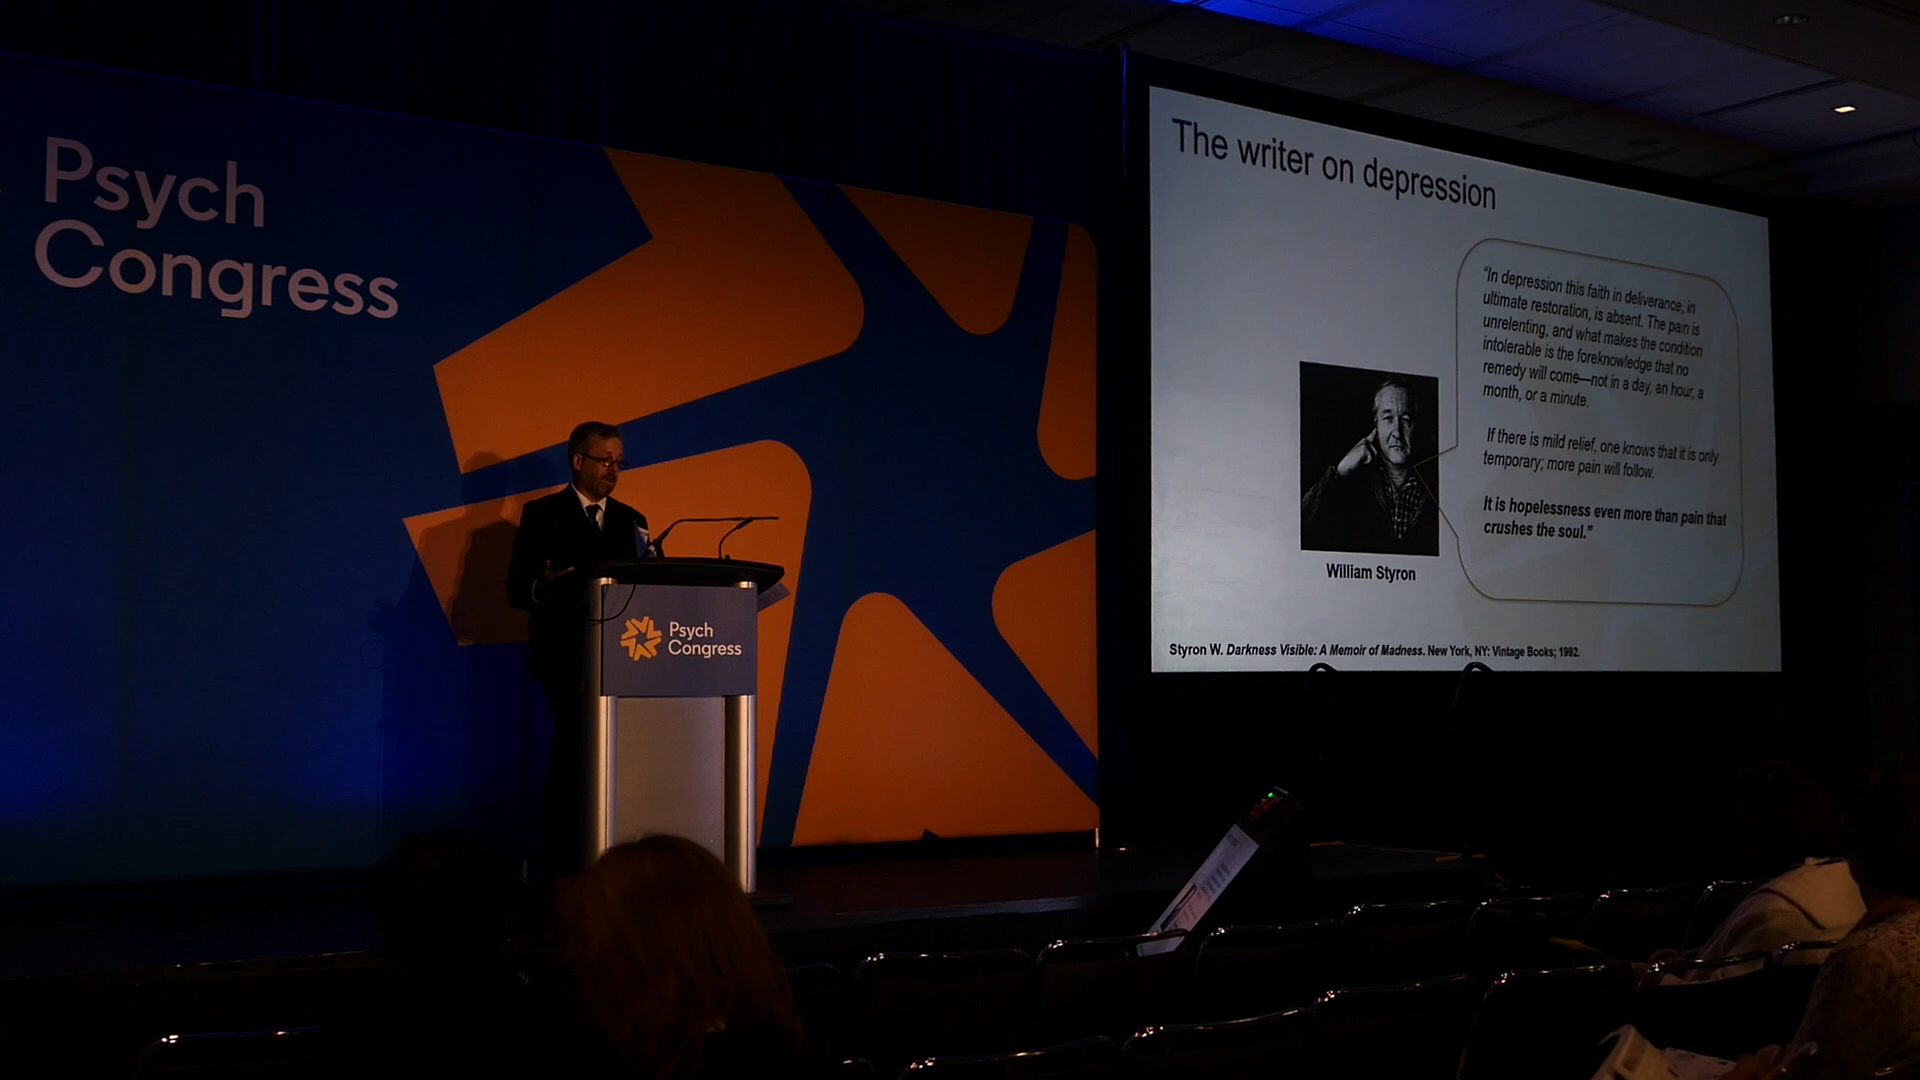 Psych
Congress
The writer on depression
"In depression this faith in deliverance, in
ultimate restoration, is absent. The pain is
unrelenting, and what makes the condition
intolerable is the foreknowledge that no
remedy will come—not in a day, an hour, a
month, or a minute.
If there is mild relief, one knows that it is only
temporary; more pain will follow.
It is hopelessness even more than pain that
crushes the soul."
William Styron
Styron W. Darkness Visible: A Memoir of Madness. New York, NY: Vintage Books; 1992.
Psych
Congress